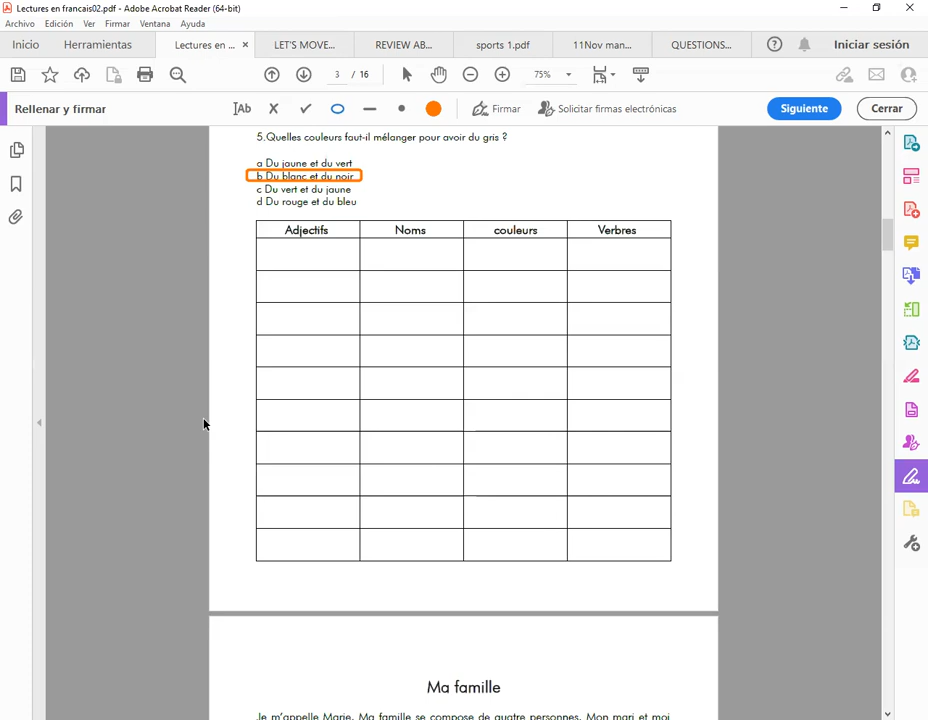 Lectures en francais02.pdf - Adobe Acrobat Reader (64-bit)
Archivo Edición Ver Firmar Ventana Ayuda
Inicio Herramientas Lectures en ... × LET'S MOVE... REVIEW AB... sports 1.pdf 11Nov man... QUESTIONS... Iniciar sesión
3 / 16 75%
Rellenar y firmar Ab Firmar Solicitar firmas electrónicas Siguiente Cerrar
5.Quelles couleurs faut-il mélanger pour avoir du gris ?
a Du jaune et du vert
b Du blanc et du noir
c Du vert et du jaune
d Du rouge et du bleu
Adjectifs Noms couleurs Verbres
Ma famille
Je m'appelle Marie. Ma famille se compose de quatre personnes. Mon mari et moi